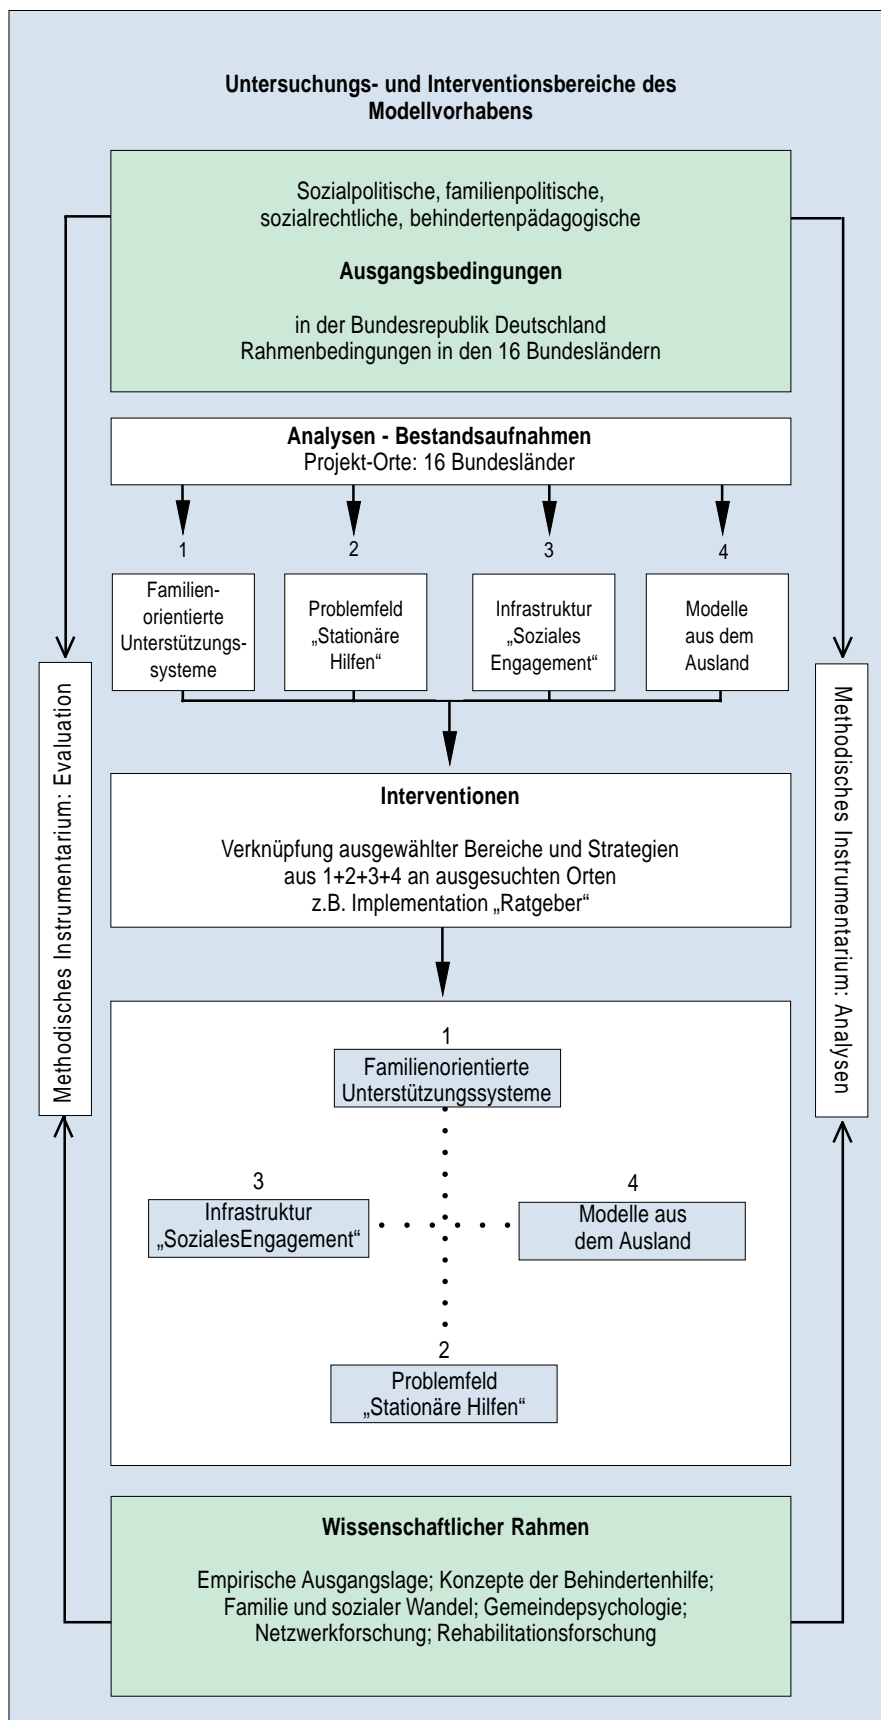 Untersuchungs- und Interventionsbereiche des
Modellvorhabens
Sozialpolitische, familienpolitische,
sozialrechtliche, behindertenpädagogische
Ausgangsbedingungen
in der Bundesrepublik Deutschland
Rahmenbedingungen in den 16 Bundesländern
Analysen - Bestandsaufnahmen
Projekt-Orte: 16 Bundesländer
1
2
3
4
Familien-
orientierte
Unterstützungs-
systeme
Problemfeld
„Stationäre
Hilfen“
Infrastruktur
„Soziales
Engagement“
Modelle
aus dem
Ausland
Methodisches Instrumentarium: Evaluation
Methodisches Instrumentarium: Analysen
Interventionen
Verknüpfung ausgewählter Bereiche und Strategien
aus 1+2+3+4 an ausgesuchten Orten
z.B. Implementation „Ratgeber“
1
Familienorientierte
Unterstützungssysteme
3
Infrastruktur
„SozialesEngagement“
4
Modelle aus
dem Ausland
2
Problemfeld
„Stationäre Hilfen“
Wissenschaftlicher Rahmen
Empirische Ausgangslage; Konzepte der Behindertenhilfe;
Familie und sozialer Wandel; Gemeindepsychologie;
Netzwerkforschung; Rehabilitationsforschung